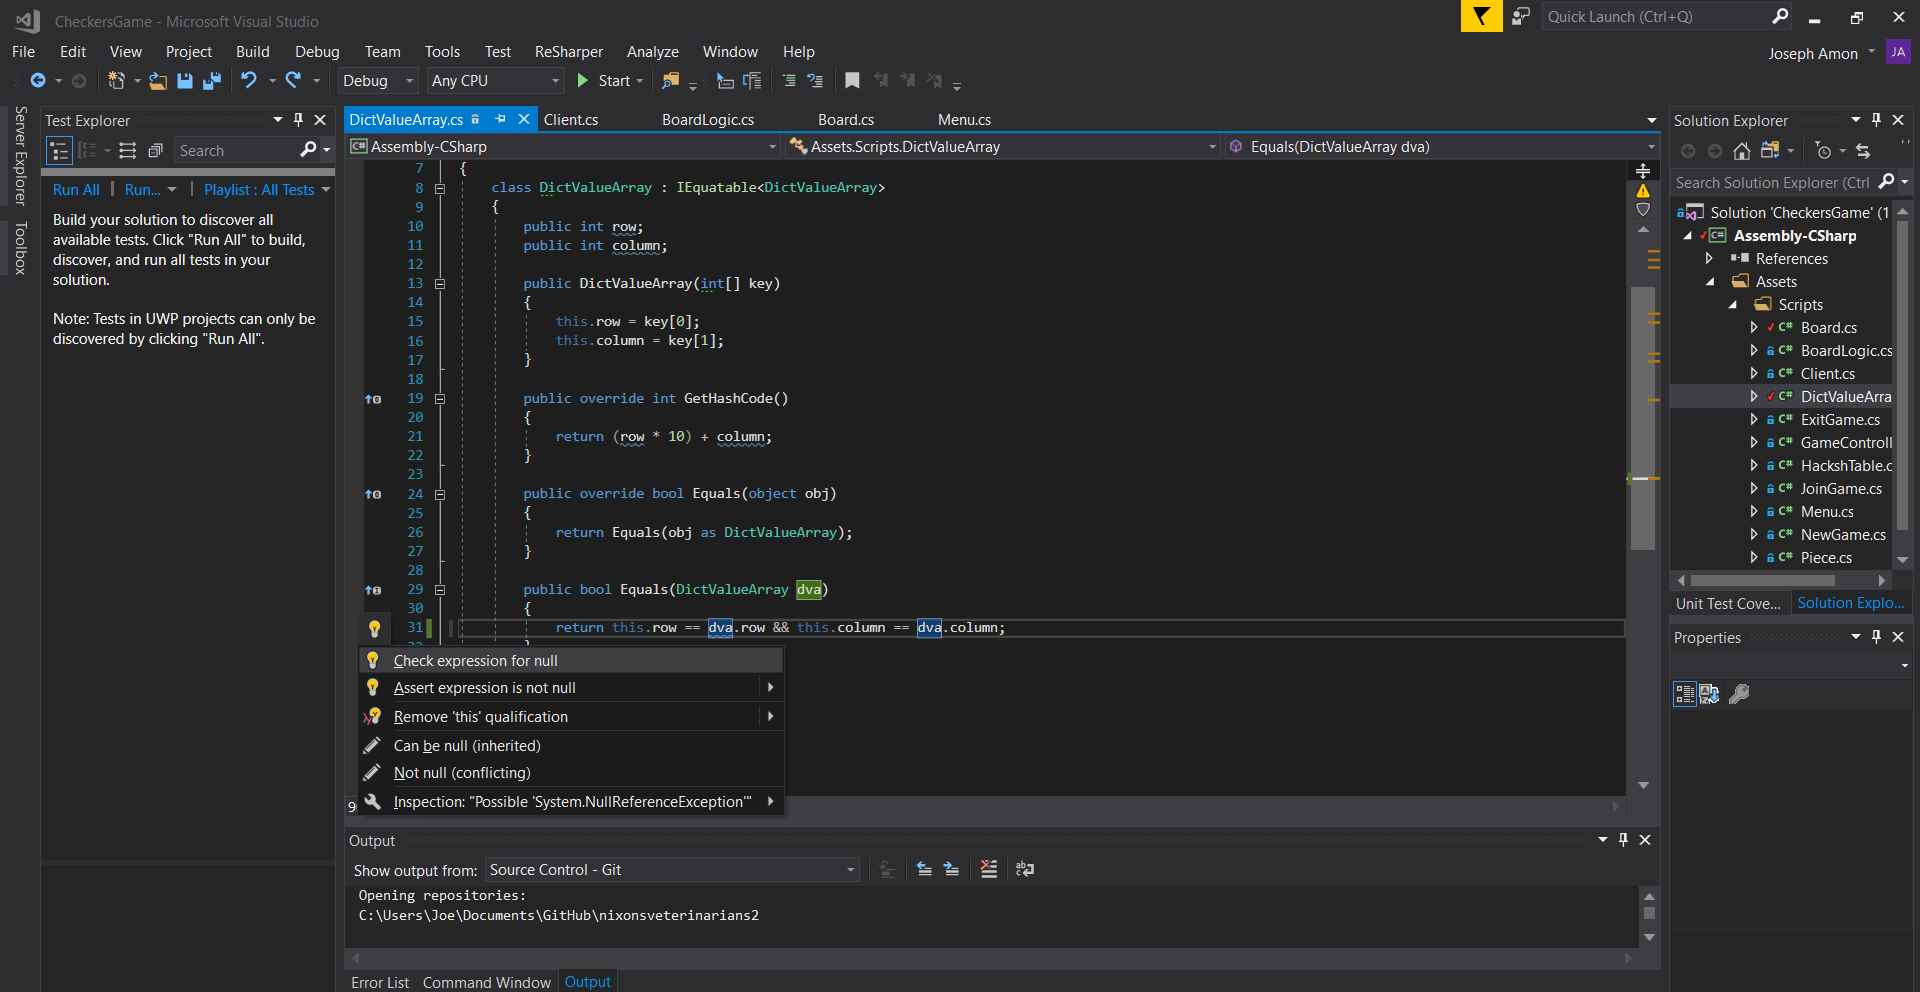 CheckersGame - Microsoft Visual Studio
Quick Launch (Ctrl+Q)
File Edit View Project Build Debug Team Tools Test ReSharper Analyze Window Help
Joseph Amon JA
Debug Any CPU Start
Server Explorer
Toolbox
Test Explorer
Search
Run All Run... Playlist : All Tests
Build your solution to discover all
available tests. Click "Run All" to build,
discover, and run all tests in your
solution.
Note: Tests in UWP projects can only be
discovered by clicking "Run All".
DictValueArray.cs Client.cs BoardLogic.cs Board.cs Menu.cs
Assembly-CSharp Assets.Scripts.DictValueArray Equals(DictValueArray dva)
7 {
8 class DictValueArray : IEquatable<DictValueArray>
9 {
10 public int row;
11 public int column;
12
13 public DictValueArray(int[] key)
14 {
15 this.row = key[0];
16 this.column = key[1];
17 }
18
19 public override int GetHashCode()
20 {
21 return (row * 10) + column;
22 }
23
24 public override bool Equals(object obj)
25 {
26 return Equals(obj as DictValueArray);
27 }
28
29 public bool Equals(DictValueArray dva)
30 {
31 return this.row == dva.row && this.column == dva.column;
Check expression for null
Assert expression is not null
Remove 'this' qualification
Can be null (inherited)
Not null (conflicting)
Inspection: "Possible 'System.NullReferenceException'"
Output
Show output from: Source Control - Git
Opening repositories:
C:\Users\Joe\Documents\GitHub\nixonsveterinarians2
Error List Command Window Output
Solution Explorer
Search Solution Explorer (Ctrl
Solution 'CheckersGame' (1
Assembly-CSharp
References
Assets
Scripts
C# Board.cs
C# BoardLogic.cs
C# Client.cs
C# DictValueArra
C# ExitGame.cs
C# GameControll
C# HackshTable.c
C# JoinGame.cs
C# Menu.cs
C# NewGame.cs
C# Piece.cs
Unit Test Cove... Solution Explo...
Properties